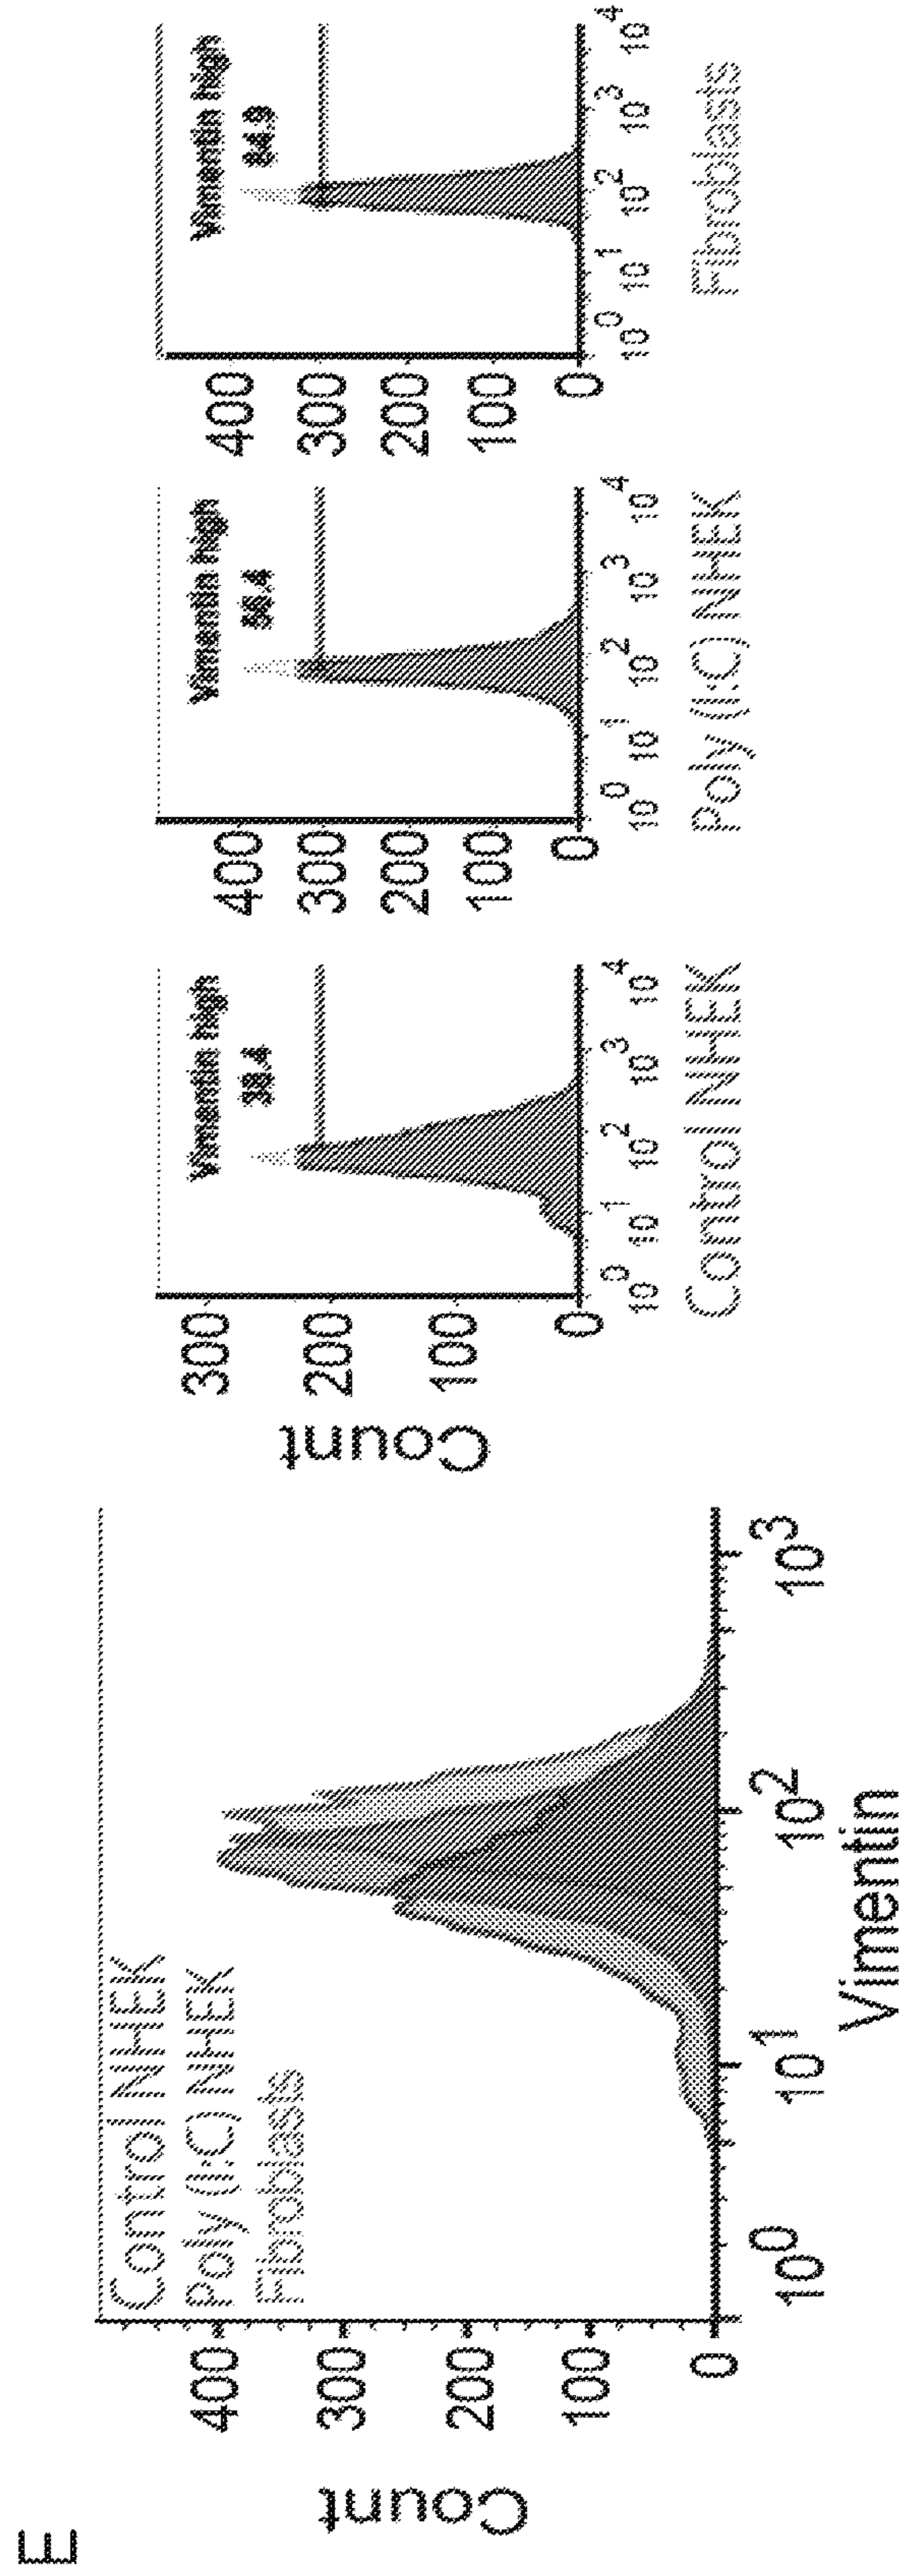 E
Count
400
300
200
100
0
Control NHEK
Poly (I:C) NHEK
Fibroblasts
10^0 10^1 10^2 10^3
Vimentin
Count
300
200
100
0
Vimentin high
10^0 10^1 10^2 10^3 10^4
Control NHEK
400
300
200
100
0
Vimentin high
10^0 10^1 10^2 10^3 10^4
Poly (I:C) NHEK
400
300
200
100
0
Vimentin high
10^0 10^1 10^2 10^3 10^4
Fibroblasts